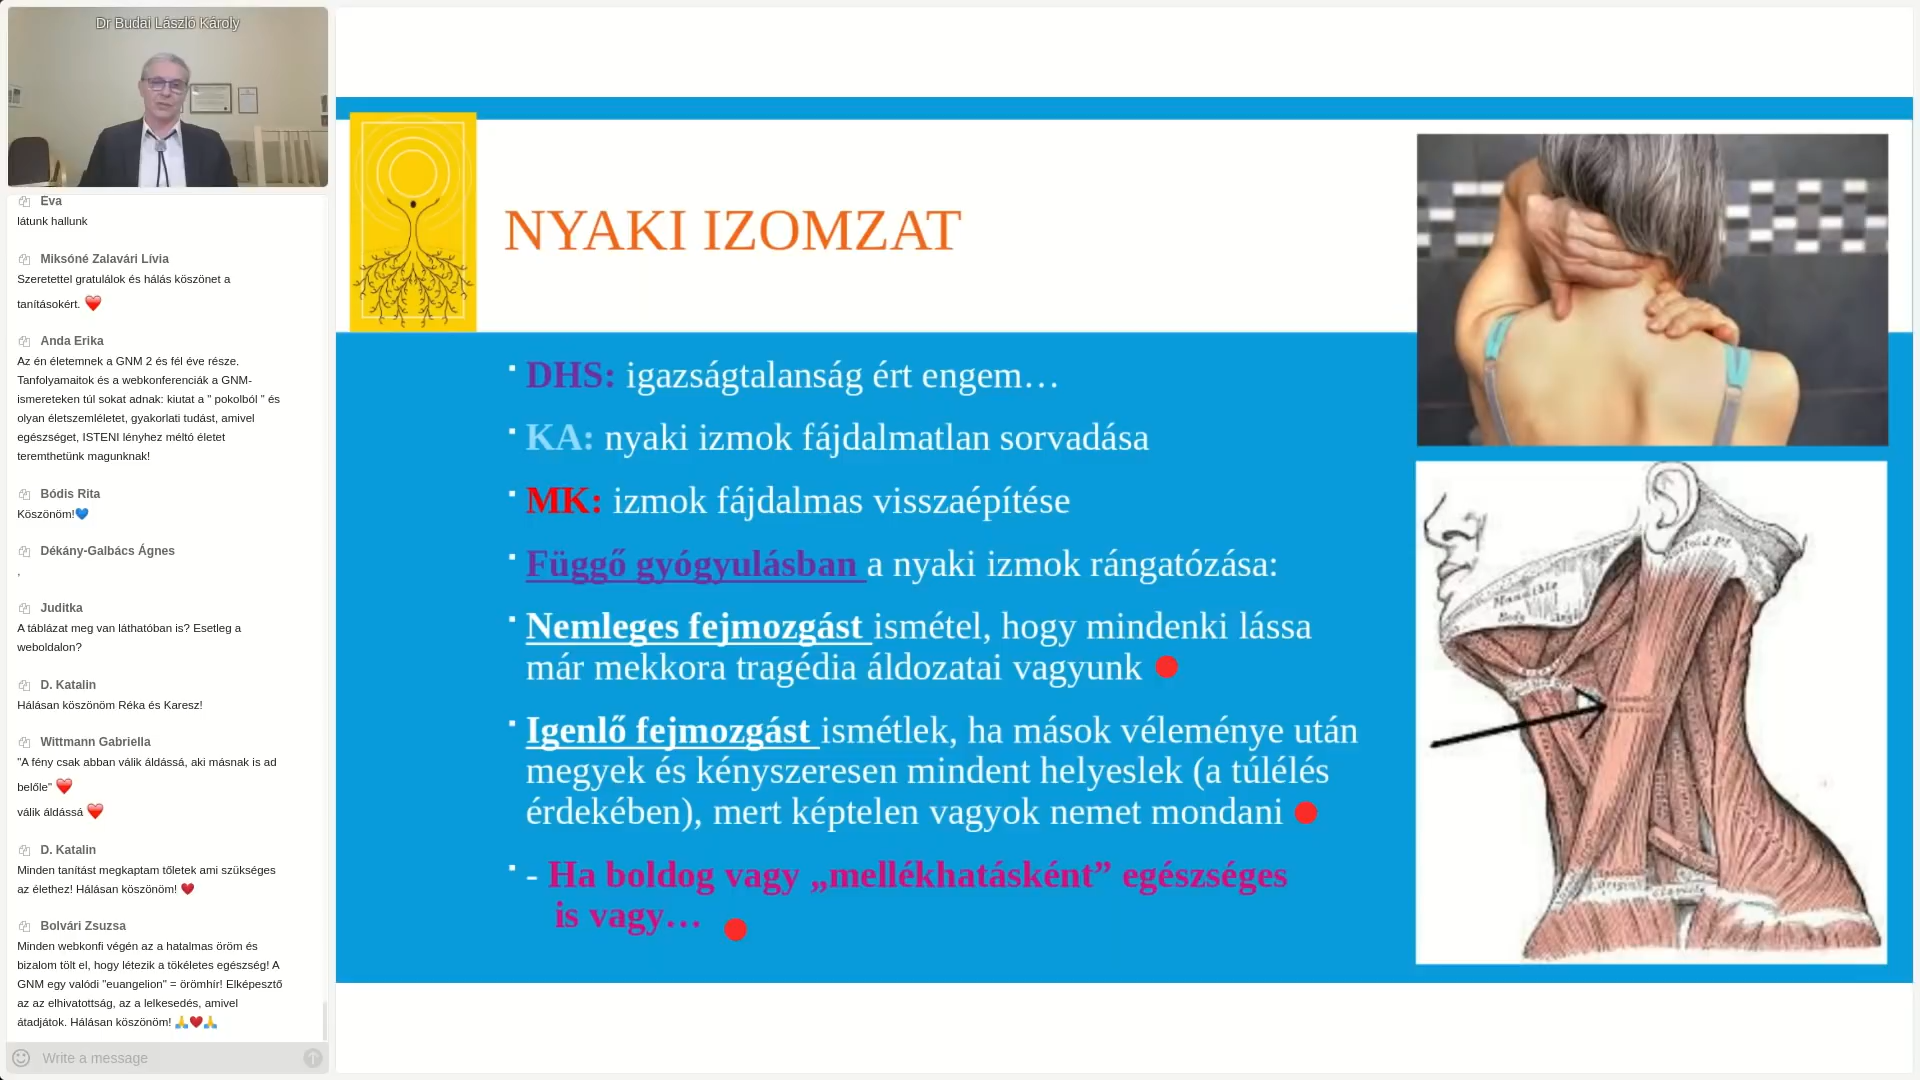 Dr Budai László Károly
Éva
látunk hallunk
Miksóné Zalavári Lívia
Szeretettel gratulálok és hálás köszönet a
tanításokért. ❤️
Anda Erika
Az én életemnek a GNM 2 és fél éve része.
Tanfolyamaitok és a webkonferenciák a GNM-
ismereteken túl sokat adnak: kiutat a " pokolból " és
olyan életszemléletet, gyakorlati tudást, amivel
egészséget, ISTENI lényhez méltó életet
teremthetünk magunknak!
Bódis Rita
Köszönöm!💙
Dékány-Galbács Ágnes
,
Juditka
A táblázat meg van láthatóban is? Esetleg a
weboldalon?
D. Katalin
Hálásan köszönöm Réka és Karesz!
Wittmann Gabriella
"A fény csak abban válik áldássá, aki másnak is ad
belőle" ❤️
válik áldássá ❤️
D. Katalin
Minden tanítást megkaptam tőletek ami szükséges
az élethez! Hálásan köszönöm! ❤️
Bolvári Zsuzsa
Minden webkonfi végén az a hatalmas öröm és
bizalom tölt el, hogy létezik a tökéletes egészség! A
GNM egy valódi "euangelion" = örömhír! Elképesztő
az az elhivatottság, az a lelkesedés, amivel
átadjátok. Hálásan köszönöm! 🙏❤️🙏
Write a message
NYAKI IZOMZAT
DHS: igazságtalanság ért engem…
KA: nyaki izmok fájdalmatlan sorvadása
MK: izmok fájdalmas visszaépítése
Függő gyógyulásban a nyaki izmok rángatózása:
Nemleges fejmozgást ismétel, hogy mindenki lássa
már mekkora tragédia áldozatai vagyunk
Igenlő fejmozgást ismétlek, ha mások véleménye után
megyek és kényszeresen mindent helyeslek (a túlélés
érdekében), mert képtelen vagyok nemet mondani
- Ha boldog vagy „mellékhatásként” egészséges
is vagy…
Mandible
Body